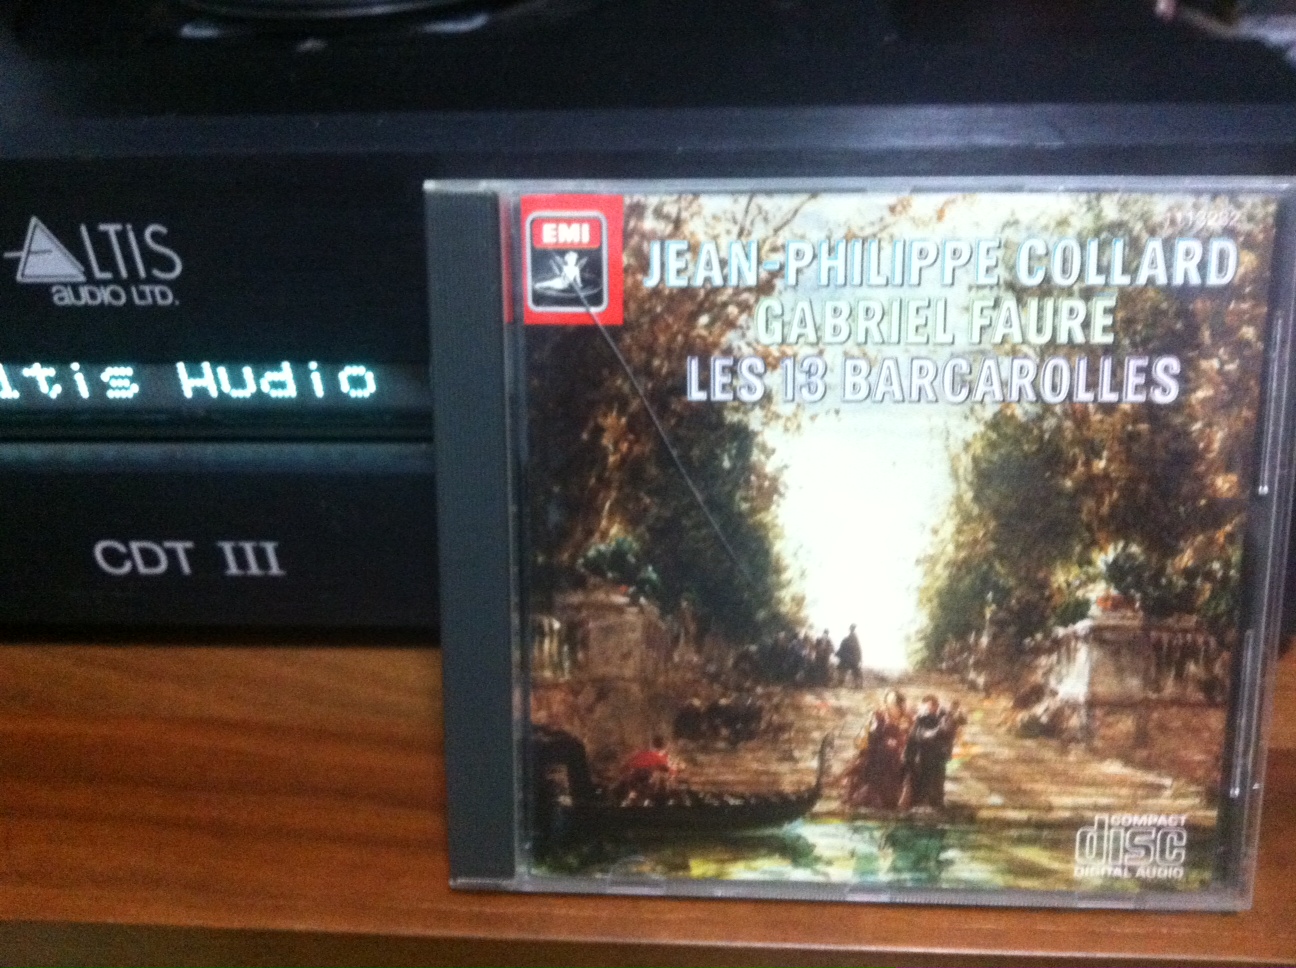 ALTIS
AUDIO LTD.
ltis Hudio
CDT III
EMI
JEAN-PHILIPPE COLLARD
GABRIEL FAURE
LES 13 BARCAROLLES
COMPACT
disc
DIGITAL AUDIO